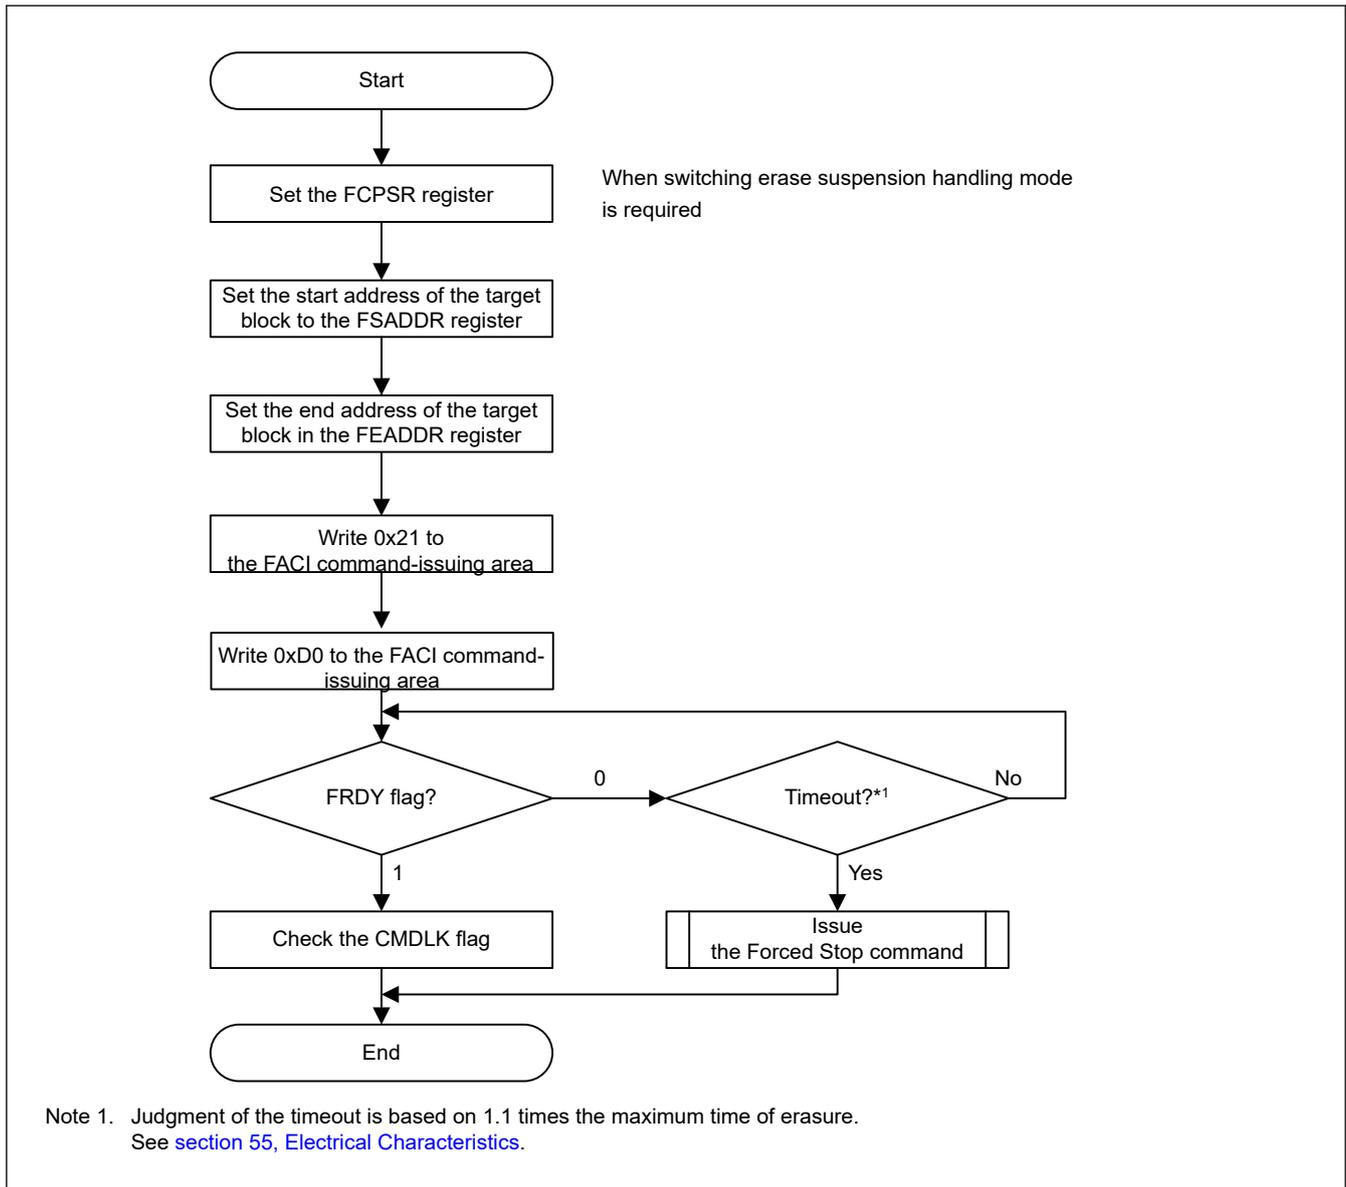 Start
Set the FCPSR register
When switching erase suspension handling mode
is required
Set the start address of the target
block to the FSADDR register
Set the end address of the target
block in the FEADDR register
Write 0x21 to
the FACI command-issuing area
Write 0xD0 to the FACI command-
issuing area
FRDY flag?
0
Timeout?*1
No
1
Yes
Check the CMDLK flag
Issue
the Forced Stop command
End
Note 1. Judgment of the timeout is based on 1.1 times the maximum time of erasure.
See section 55, Electrical Characteristics.